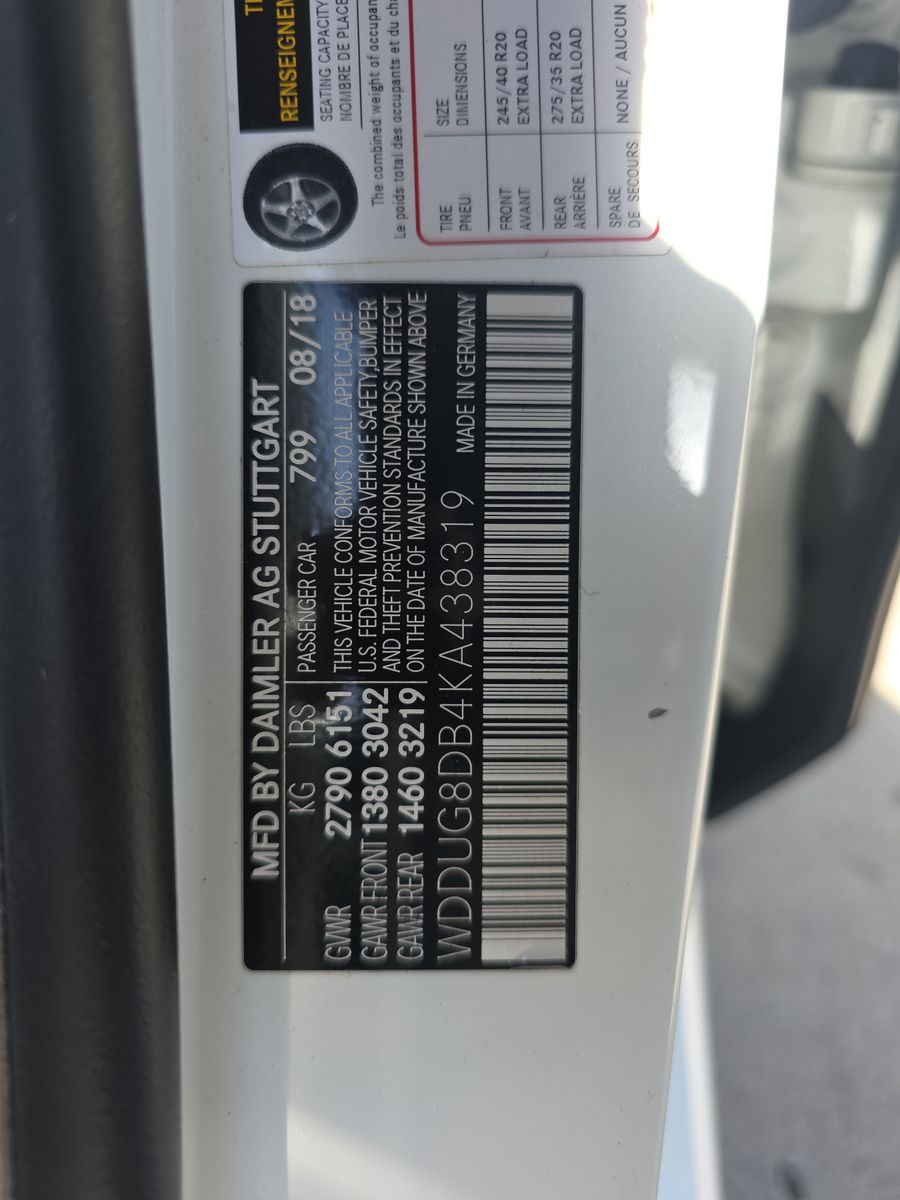 TI
RENSEIGNEM
SEATING CAPACITY
NOMBRE DE PLACE
The combined weight of occupan
Le poids total des occupants et du ch
TIRE SIZE
PNEU DIMENSIONS
FRONT 245/40 R20
AVANT EXTRA LOAD
REAR 275/35 R20
ARRIÈRE EXTRA LOAD
SPARE NONE / AUCUN
DE SECOURS
MFD BY DAIMLER AG STUTTGART
KG LBS PASSENGER CAR 799 08/18
GVWR 2790 6151 THIS VEHICLE CONFORMS TO ALL APPLICABLE
GAWR FRONT 1380 3042 U.S. FEDERAL MOTOR VEHICLE SAFETY,BUMPER
GAWR REAR 1460 3219 AND THEFT PREVENTION STANDARDS IN EFFECT
ON THE DATE OF MANUFACTURE SHOWN ABOVE
WDDUG8DB4KA438319 MADE IN GERMANY